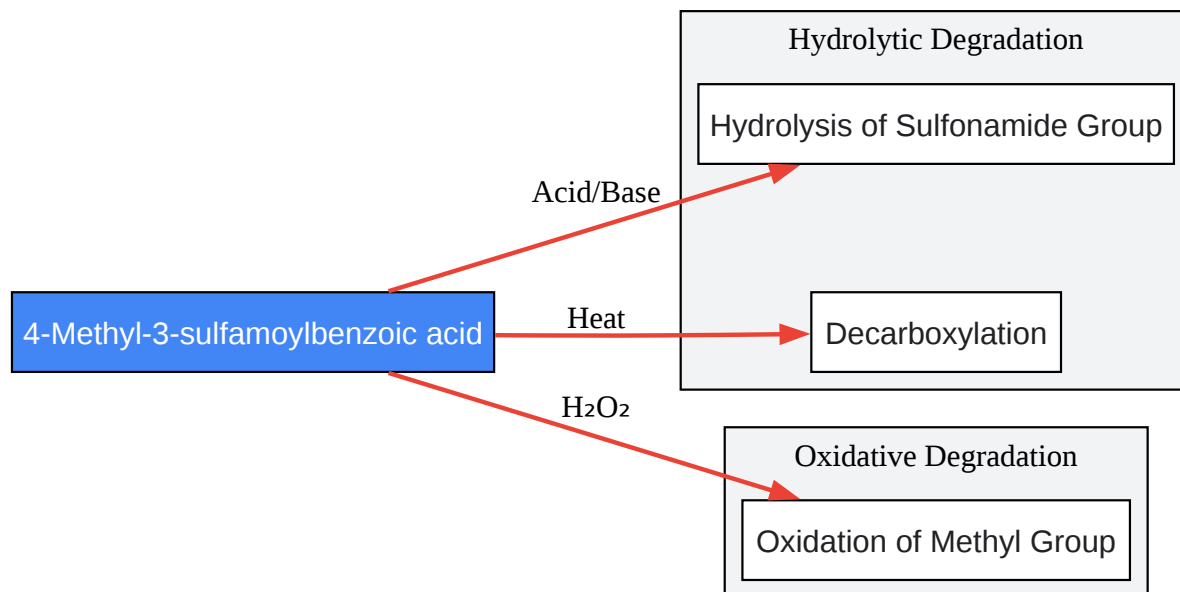 Hydrolytic Degradation
Hydrolysis of Sulfonamide Group
Acid/Base
4-Methyl-3-sulfamoylbenzoic acid
Heat
Decarboxylation
H₂O₂
Oxidative Degradation
Oxidation of Methyl Group